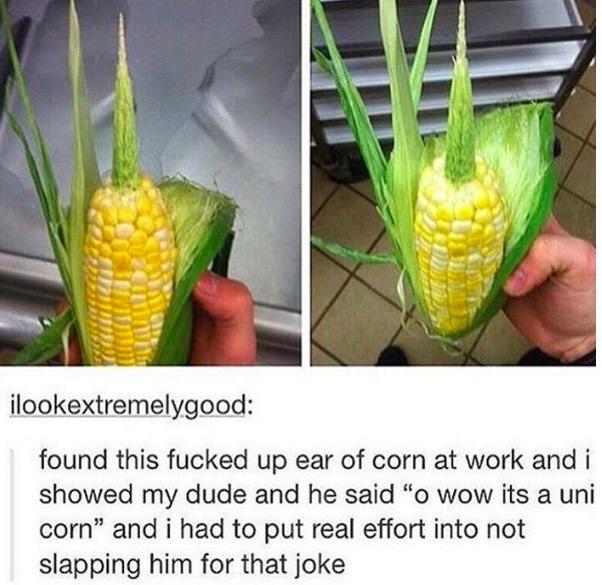 ilookextremelygood:
found this fucked up ear of corn at work and i
showed my dude and he said “o wow its a uni
corn” and i had to put real effort into not
slapping him for that joke